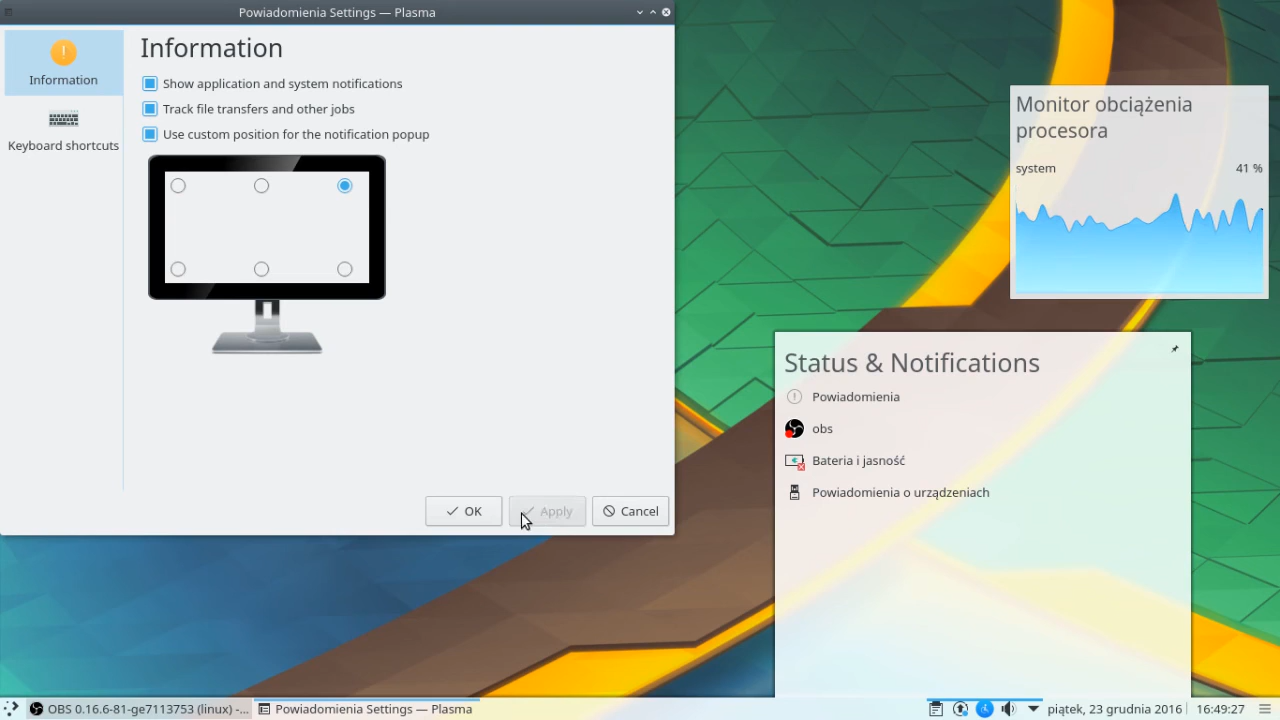 Powiadomienia Settings — Plasma
Information
Keyboard shortcuts
Information
Show application and system notifications
Track file transfers and other jobs
Use custom position for the notification popup
OK
Apply
Cancel
Monitor obciążenia
procesora
system 41 %
Status & Notifications
Powiadomienia
obs
Bateria i jasność
Powiadomienia o urządzeniach
OBS 0.16.6-81-ge7113753 (linux) -...
Powiadomienia Settings — Plasma
piątek, 23 grudnia 2016
16:49:27